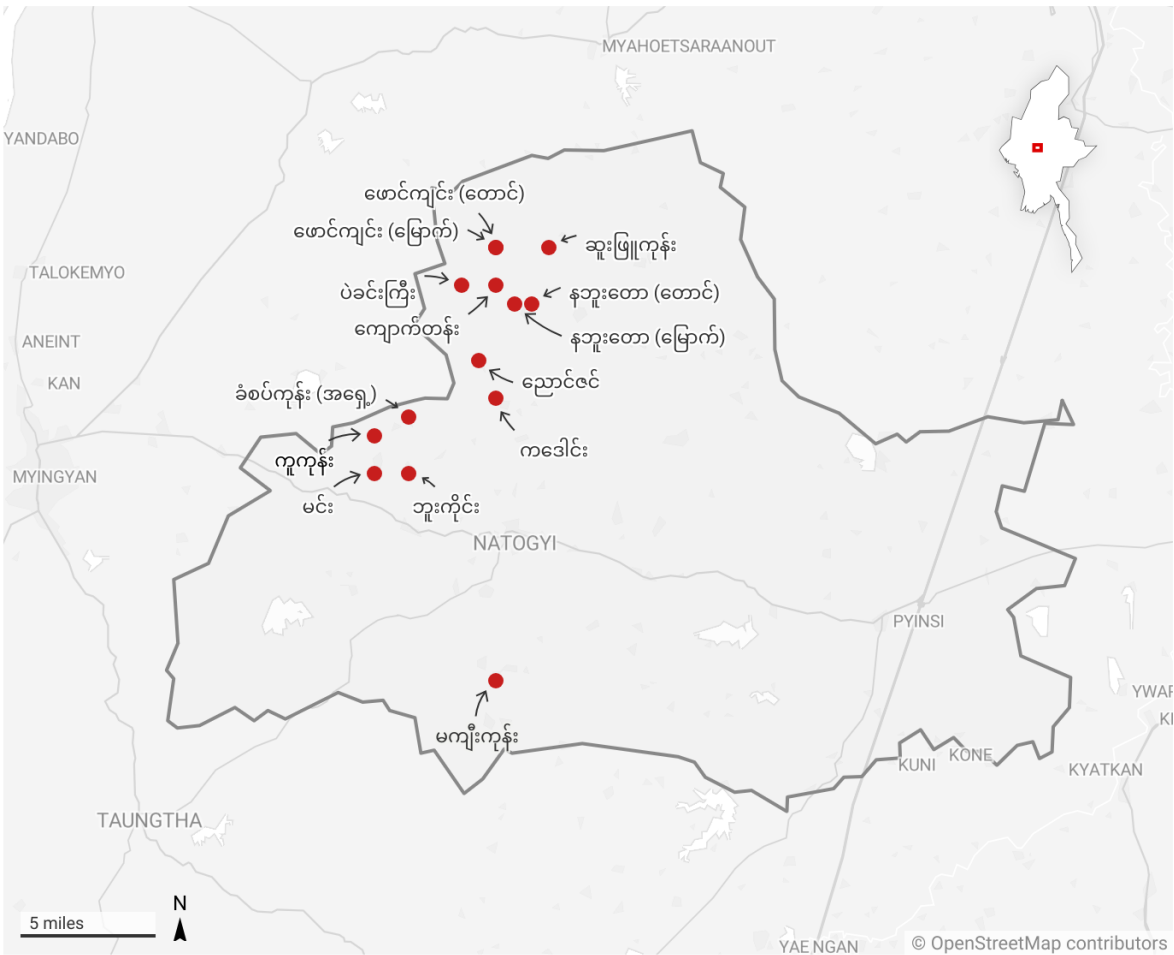 MYAHOETSARAANOUT
YANDABO
ဖောင်ကျင်း (တောင်)
ဖောင်ကျင်း (မြောက်)
ဆူးဖြူကုန်း
TALOKEMYO
ပဲခင်းကြီး
နဘူးတော (တောင်)
ကျောက်တန်း
နဘူးတော (မြောက်)
ANEINT
KAN
ညောင်ဇင်
ခံစပ်ကုန်း (အရှေ့)
ကဒေါင်း
ကူကုန်း
MYINGYAN
မင်း
ဘူးကိုင်း
NATOGYI
PYINSI
YWAR
KI
မကျီးကုန်း
KUNI
KONE
KYATKAN
TAUNGTHA
N
5 miles
YAE NGAN
© OpenStreetMap contributors